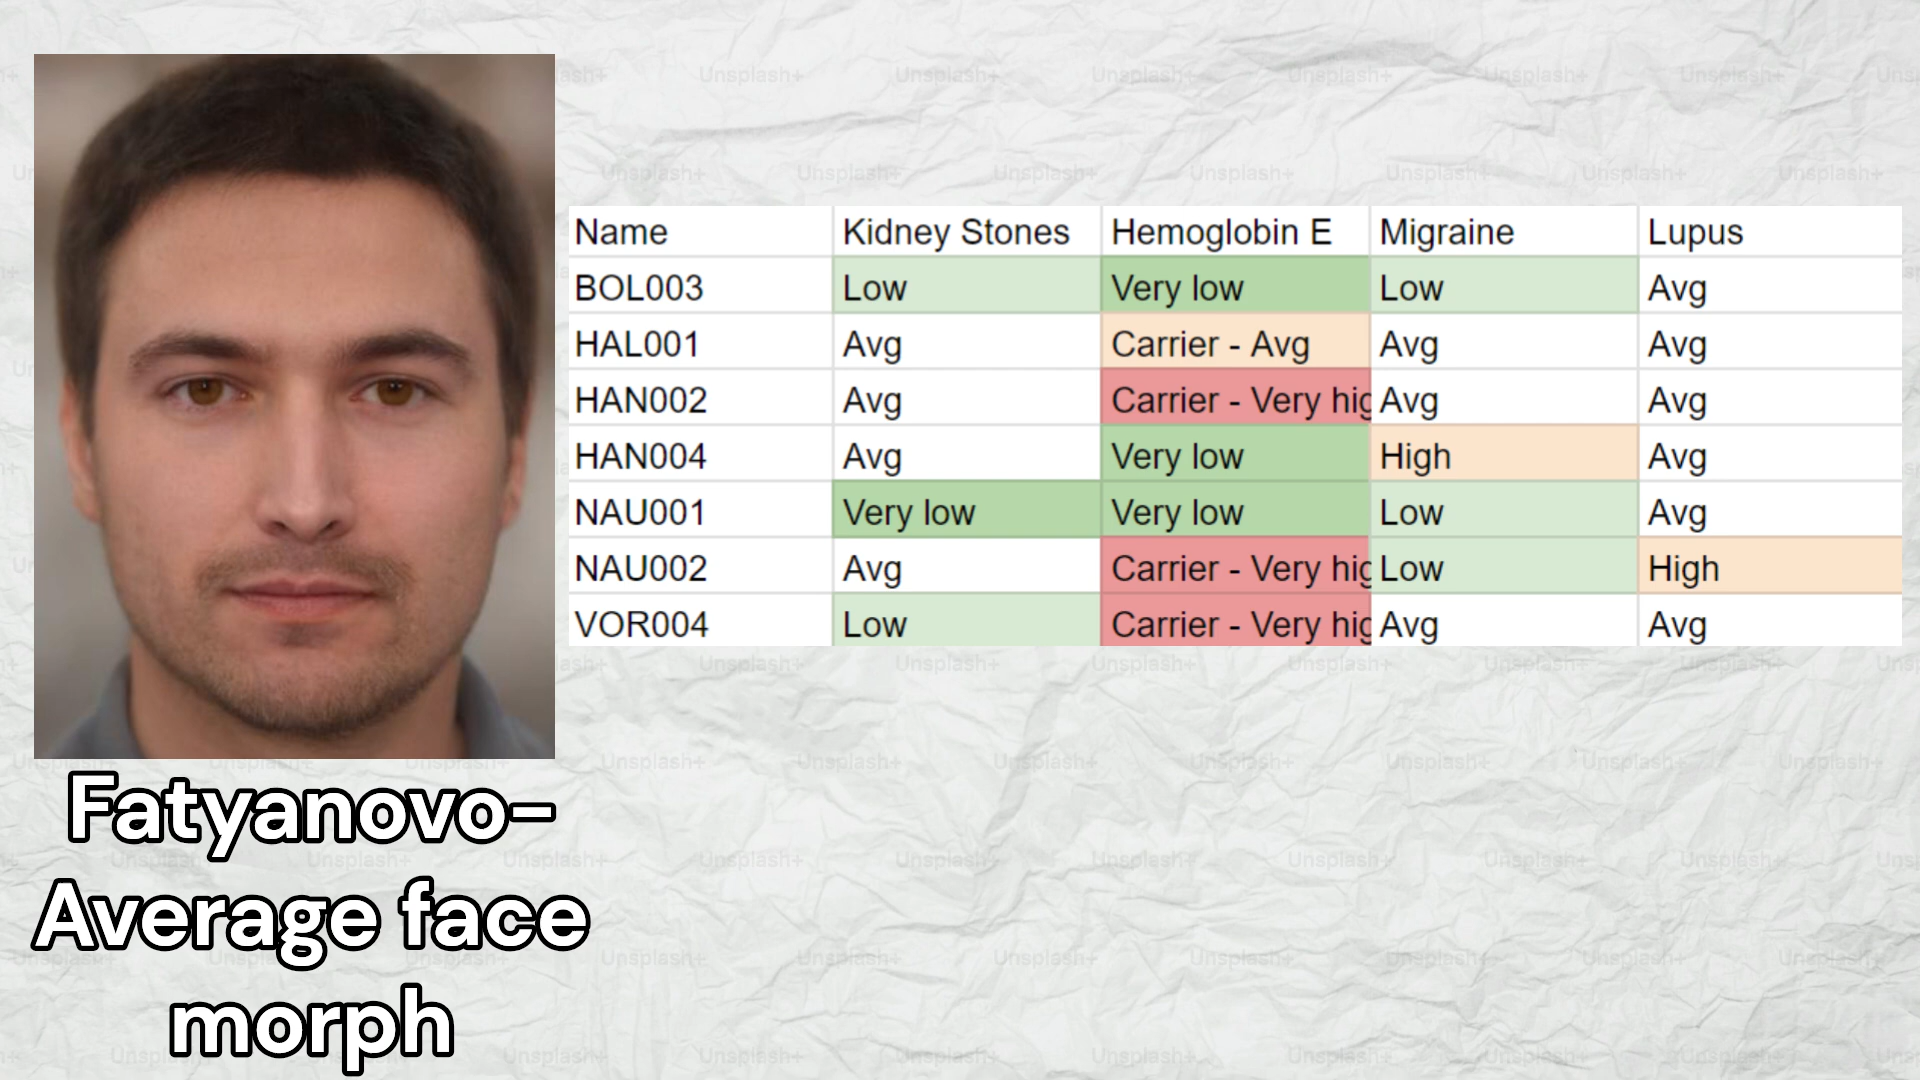 Name Kidney Stones Hemoglobin E Migraine Lupus
BOL003 Low Very low Low Avg
HAL001 Avg Carrier - Avg Avg Avg
HAN002 Avg Carrier - Very hig Avg Avg
HAN004 Avg Very low High Avg
NAU001 Very low Very low Low Avg
NAU002 Avg Carrier - Very hig Low High
VOR004 Low Carrier - Very hig Avg Avg
Fatyanovo-
Average face
morph
Unsplash+